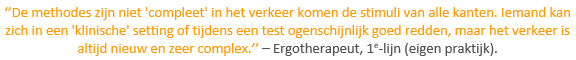 ‘’De methodes zijn niet 'compleet' in het verkeer komen de stimuli van alle kanten. Iemand kan
zich in een 'klinische' setting of tijdens een test ogenschijnlijk goed redden, maar het verkeer is
altijd nieuw en zeer complex.’’ – Ergotherapeut, 1ᵉ-lijn (eigen praktijk).